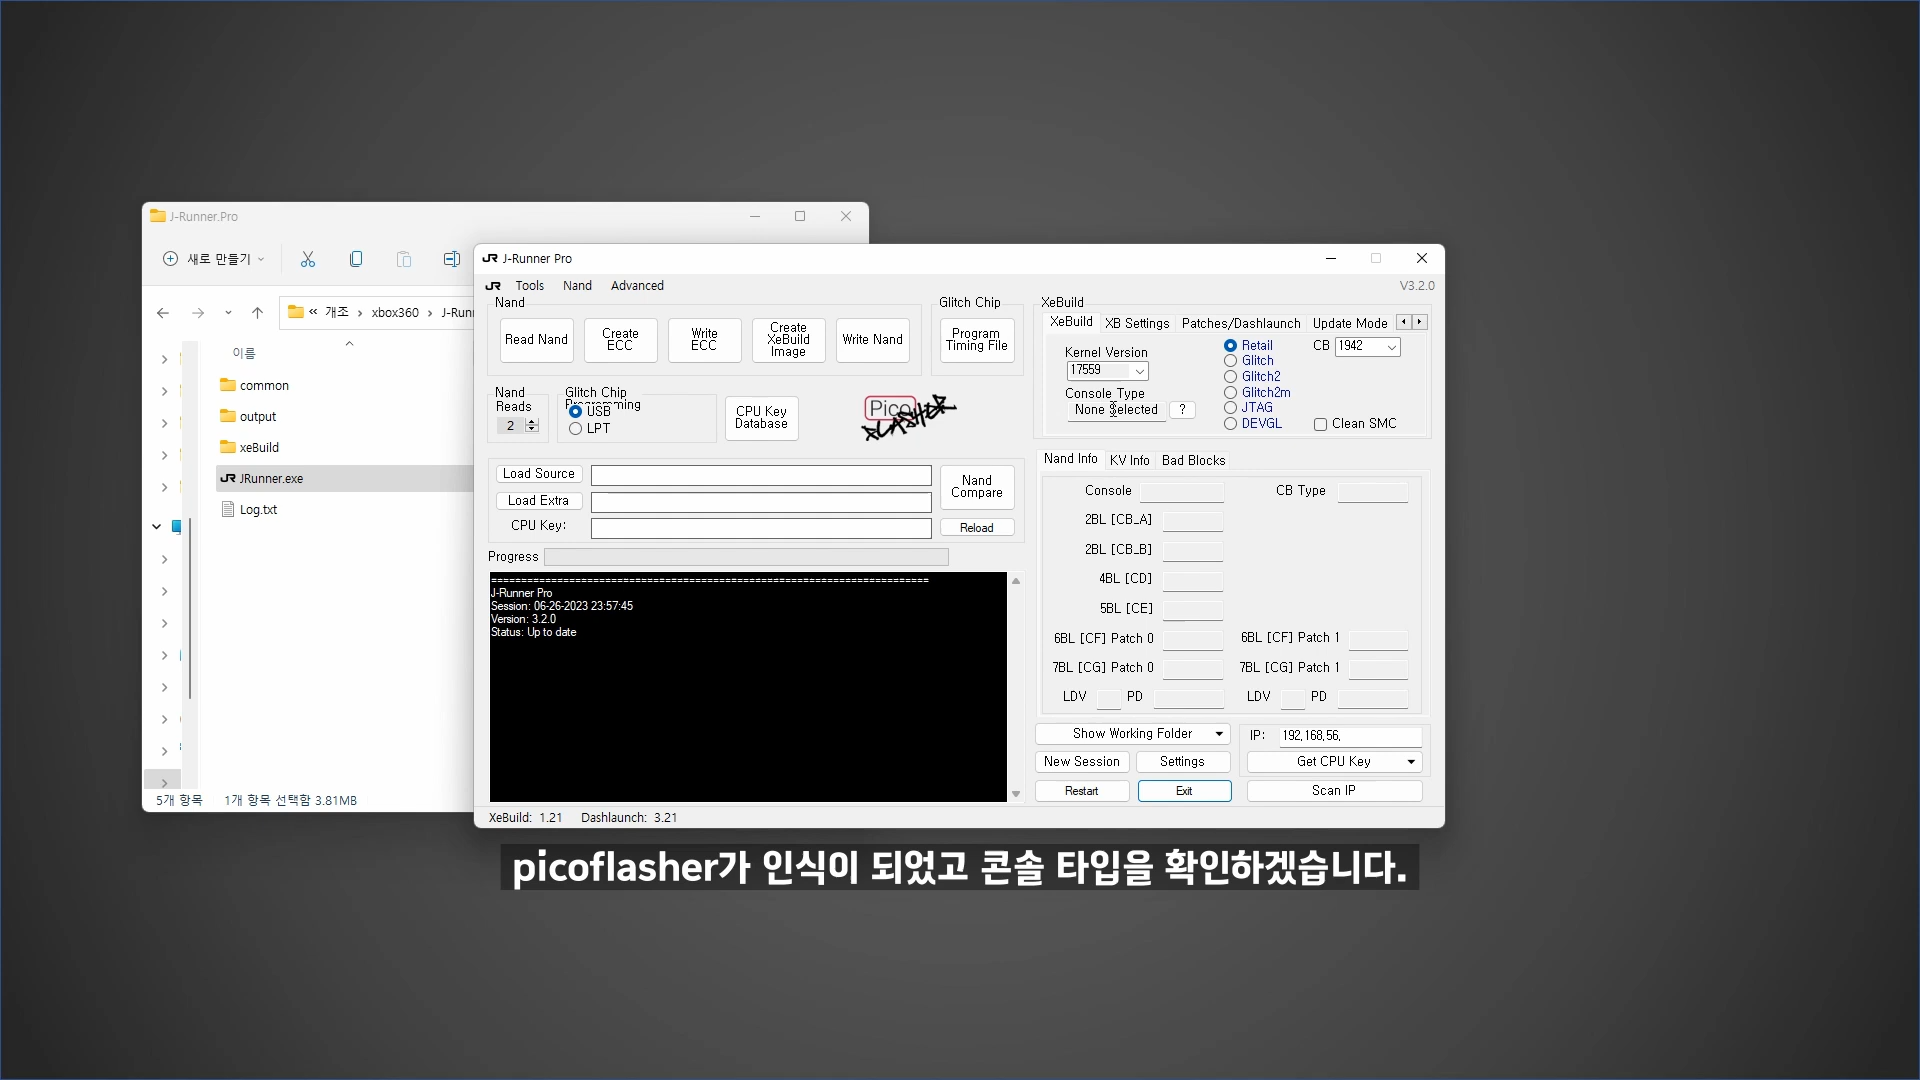 J-Runner.Pro
새로 만들기
« 개조 › xbox360 › J-Runn
이름
common
output
xeBuild
JRunner.exe
Log.txt
5개 항목 1개 항목 선택함 3.81MB
J-Runner Pro
Tools Nand Advanced V3.2.0
Nand
Read Nand
Create ECC
Write ECC
Create XeBuild Image
Write Nand
Glitch Chip
Program Timing File
Nand Reads
2
Glitch Chip Programming
USB
LPT
CPU Key Database
Pico
XFLASHER
Load Source
Load Extra
CPU Key:
Nand Compare
Reload
Progress
========================================================================
J-Runner Pro
Session: 06-26-2023 23:57:45
Version: 3.2.0
Status: Up to date
XeBuild
XeBuild XB Settings Patches/Dashlaunch Update Mode
Kernel Version
17559
Console Type
None Selected ?
Retail
Glitch
Glitch2
Glitch2m
JTAG
DEVGL
CB 1942
Clean SMC
Nand Info KV Info Bad Blocks
Console CB Type
2BL [CB_A]
2BL [CB_B]
4BL [CD]
5BL [CE]
6BL [CF] Patch 0 6BL [CF] Patch 1
7BL [CG] Patch 0 7BL [CG] Patch 1
LDV PD LDV PD
Show Working Folder
New Session Settings
Restart Exit
IP: 192.168.56.
Get CPU Key
Scan IP
XeBuild: 1.21 Dashlaunch: 3.21
picoflasher가 인식이 되었고 콘솔 타입을 확인하겠습니다.